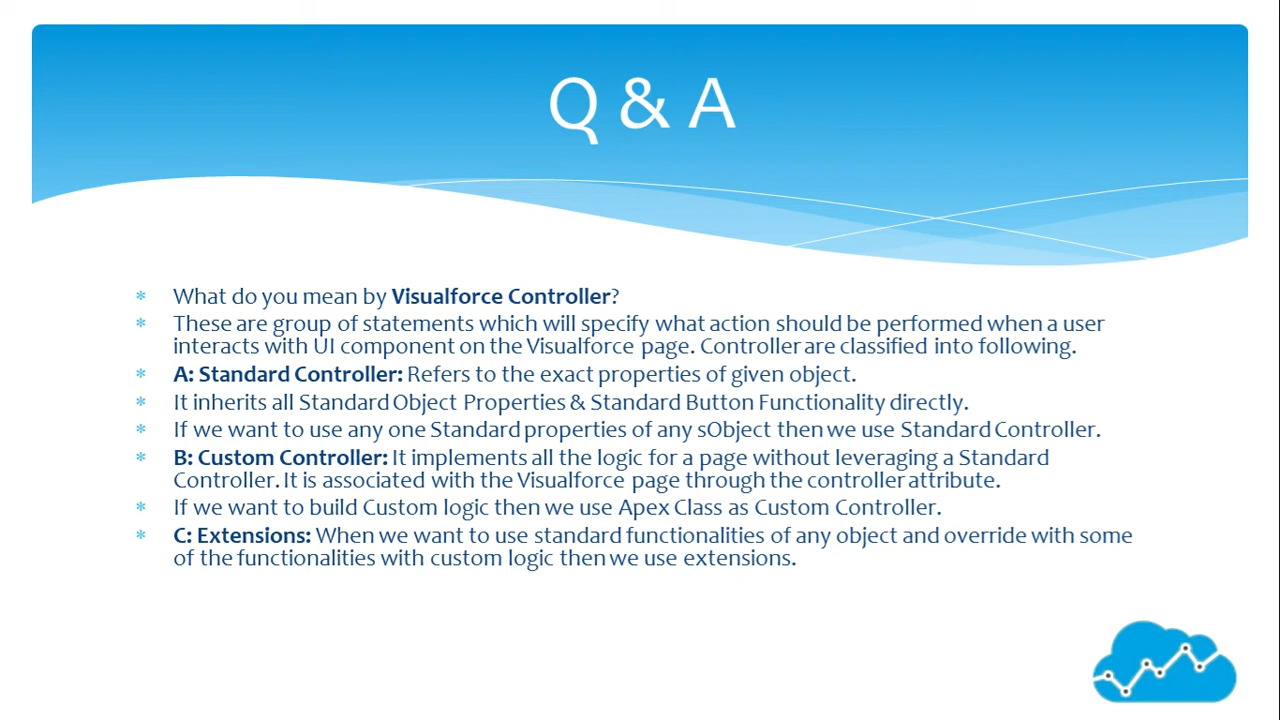 Q & A
* What do you mean by Visualforce Controller?
* These are group of statements which will specify what action should be performed when a user
interacts with UI component on the Visualforce page. Controller are classified into following.
* A: Standard Controller: Refers to the exact properties of given object.
* It inherits all Standard Object Properties & Standard Button Functionality directly.
* If we want to use any one Standard properties of any sObject then we use Standard Controller.
* B: Custom Controller: It implements all the logic for a page without leveraging a Standard
Controller. It is associated with the Visualforce page through the controller attribute.
* If we want to build Custom logic then we use Apex Class as Custom Controller.
* C: Extensions: When we want to use standard functionalities of any object and override with some
of the functionalities with custom logic then we use extensions.